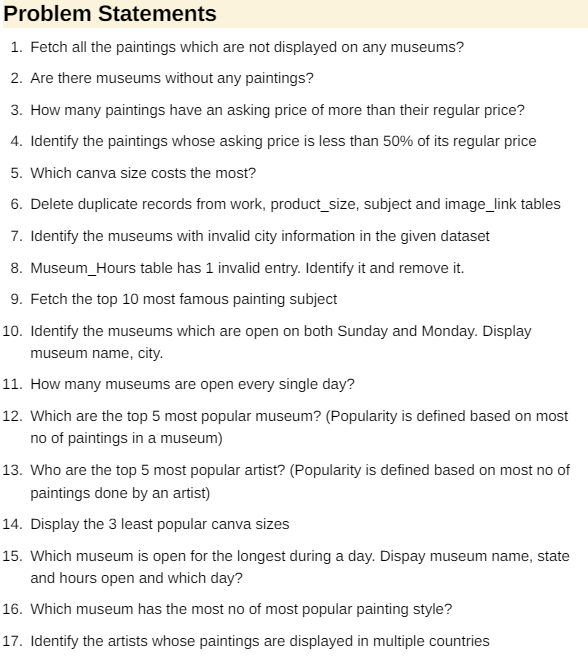 Problem Statements
1. Fetch all the paintings which are not displayed on any museums?
2. Are there museums without any paintings?
3. How many paintings have an asking price of more than their regular price?
4. Identify the paintings whose asking price is less than 50% of its regular price
5. Which canva size costs the most?
6. Delete duplicate records from work, product_size, subject and image_link tables
7. Identify the museums with invalid city information in the given dataset
8. Museum_Hours table has 1 invalid entry. Identify it and remove it.
9. Fetch the top 10 most famous painting subject
10. Identify the museums which are open on both Sunday and Monday. Display
museum name, city.
11. How many museums are open every single day?
12. Which are the top 5 most popular museum? (Popularity is defined based on most
no of paintings in a museum)
13. Who are the top 5 most popular artist? (Popularity is defined based on most no of
paintings done by an artist)
14. Display the 3 least popular canva sizes
15. Which museum is open for the longest during a day. Dispay museum name, state
and hours open and which day?
16. Which museum has the most no of most popular painting style?
17. Identify the artists whose paintings are displayed in multiple countries